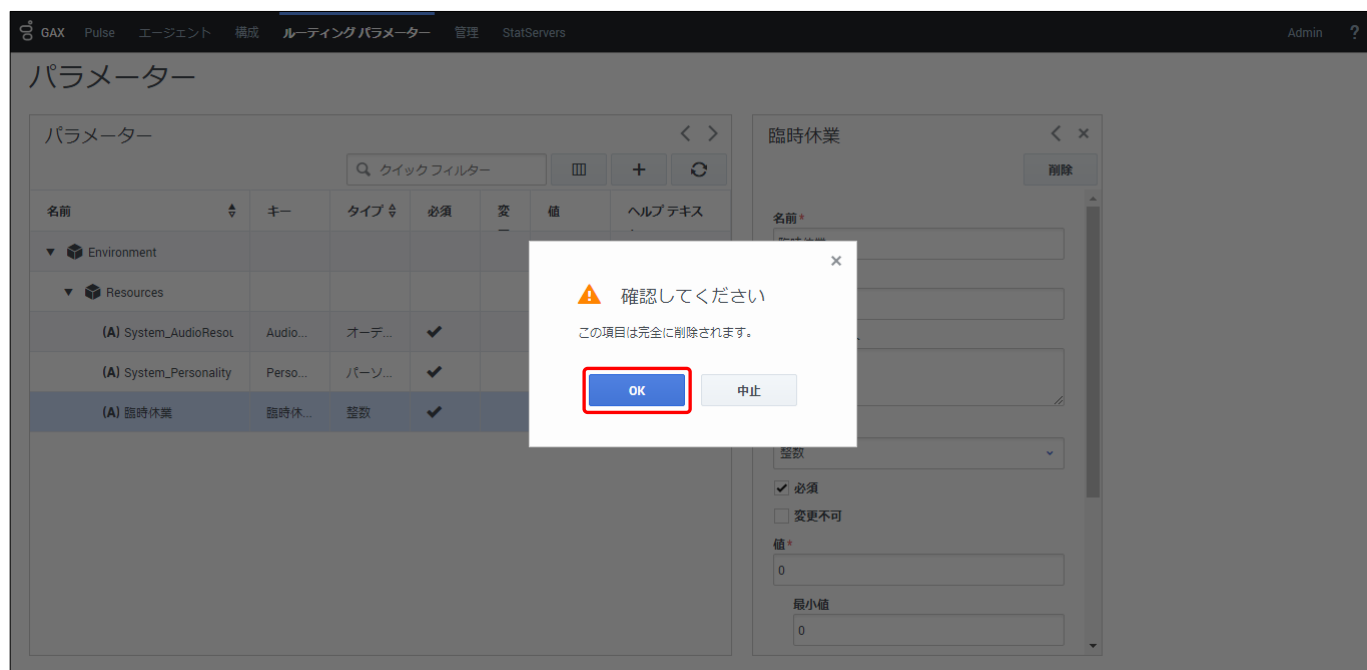 GAX Pulse エージェント 構成 ルーティング パラメーター 管理 StatServers Admin ?
パラメーター
パラメーター
クイック フィルター
名前 キー タイプ 必須 変 値 ヘルプ テキス
Environment
Resources
(A) System_AudioResou Audio... オーデ...
(A) System_Personality Perso... パーソ...
(A) 臨時休業 臨時休... 整数
臨時休業
削除
名前*
整数
必須
変更不可
値*
0
最小値
0
確認してください
この項目は完全に削除されます。
OK 中止